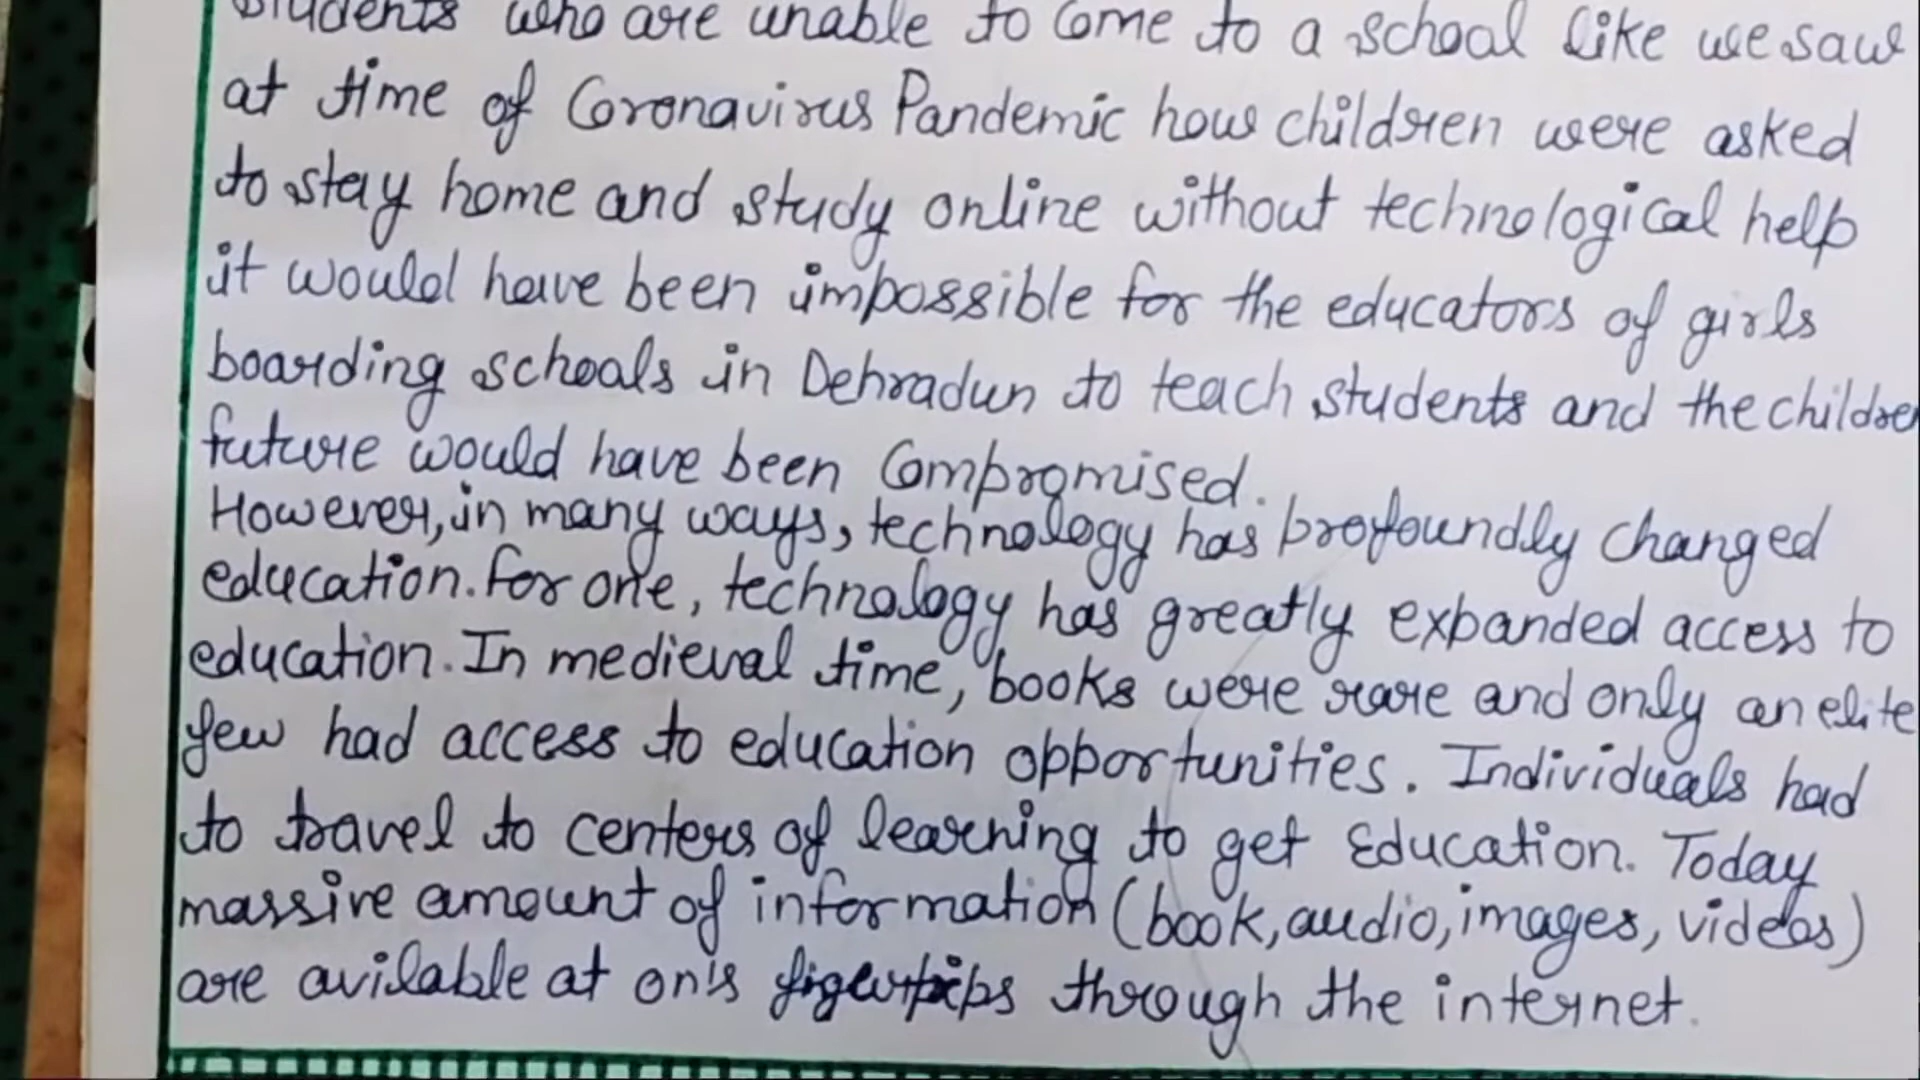 Students who are unable to Come to a school like we saw
at time of Coronavirus Pandemic how children were asked
to stay home and study online without technological help
it would have been impossible for the educators of girls
boarding schools in Dehradun to teach students and the children
future would have been Compromised.
However, in many ways, technology has profoundly changed
education. For one, technology has greatly expanded access to
education. In medieval time, books were rare and only an elite
few had access to education opportunities. Individuals had
to travel to centers of learning to get Education. Today
massive amount of information (book, audio, images, videos)
are avilable at on's through the internet.